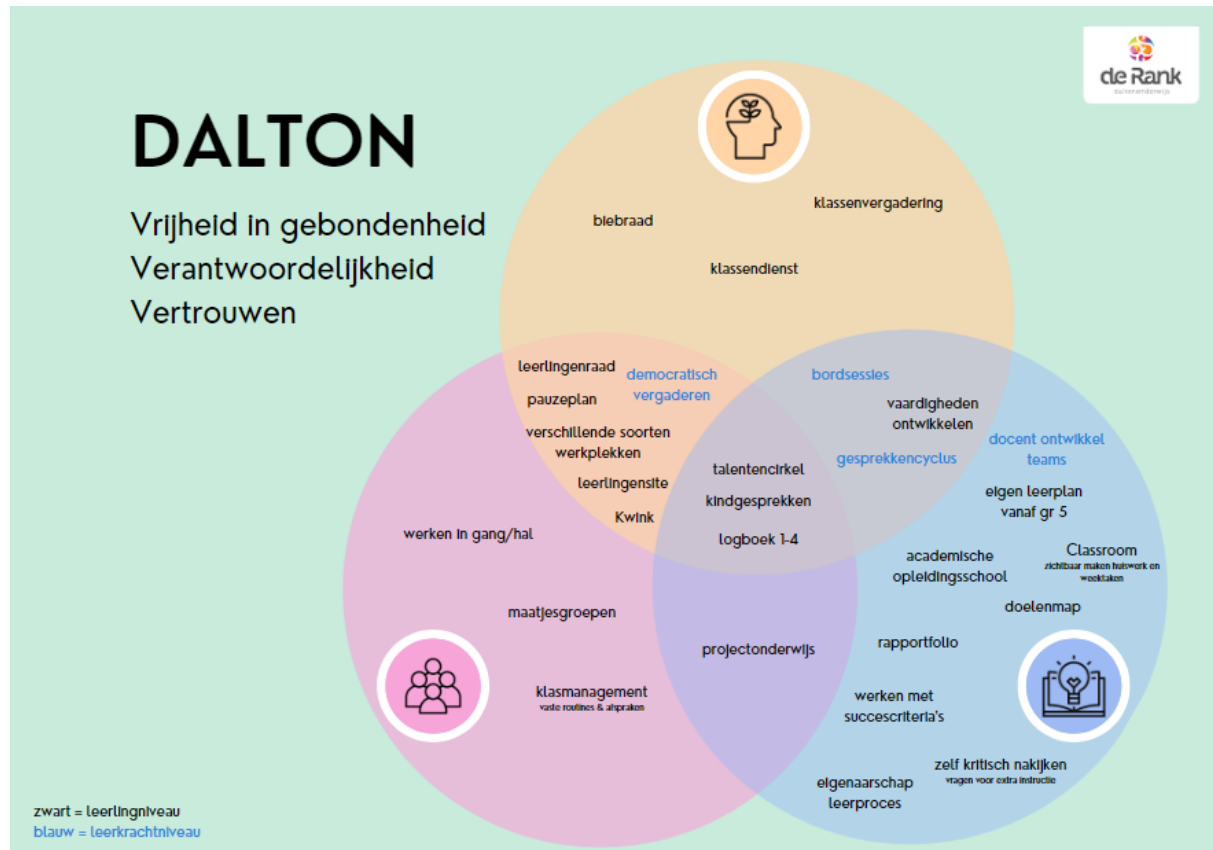 de Rank
zuiveronderwijs
DALTON
Vrijheid in gebondenheid
Verantwoordelijkheid
Vertrouwen
klassenvergadering
biebraad
klassendienst
leerlingenraad
democratisch
vergaderen
pauzeplan
verschillende soorten
werkplekken
leerlingensite
Kwink
bordsessies
vaardigheden
ontwikkelen
gesprekkencyclus
docent ontwikkel
teams
talentencirkel
kindgesprekken
logboek 1-4
eigen leerplan
vanaf gr 5
werken in gang/hal
maatjesgroepen
klasmanagement
vaste routines & afspraken
projectonderwijs
academische
opleidingsschool
Classroom
zichtbaar maken huiswerk en
weektaken
doelenmap
rapportfolio
werken met
succescriteria's
zelf kritisch nakijken
vragen voor extra instructie
eigenaarschap
leerproces
zwart = leerlingniveau
blauw = leerkrachtniveau